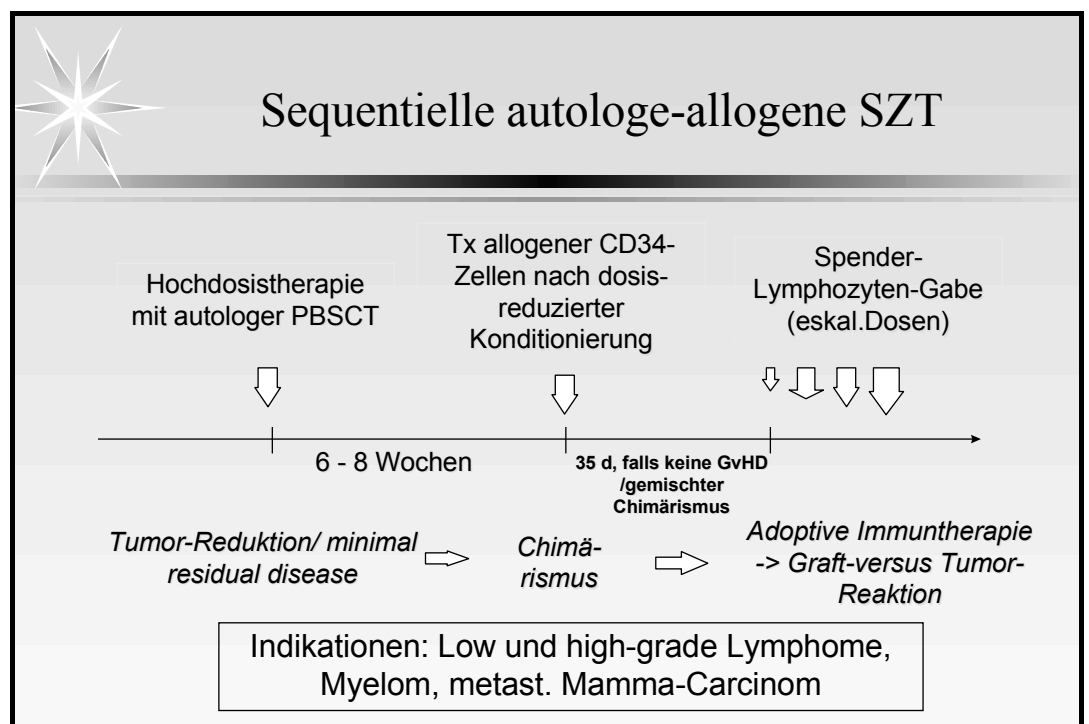 Sequentielle autologe-allogene SZT
Hochdosistherapie
mit autologer PBSCT
Tx allogener CD34-
Zellen nach dosis-
reduzierter
Konditionierung
Spender-
Lymphozyten-Gabe
(eskal.Dosen)
6 - 8 Wochen
35 d, falls keine GvHD
/gemischter
Chimärismus
Tumor-Reduktion/ minimal
residual disease
Chimä-
rismus
Adoptive Immuntherapie
-> Graft-versus Tumor-
Reaktion
Indikationen: Low und high-grade Lymphome,
Myelom, metast. Mamma-Carcinom